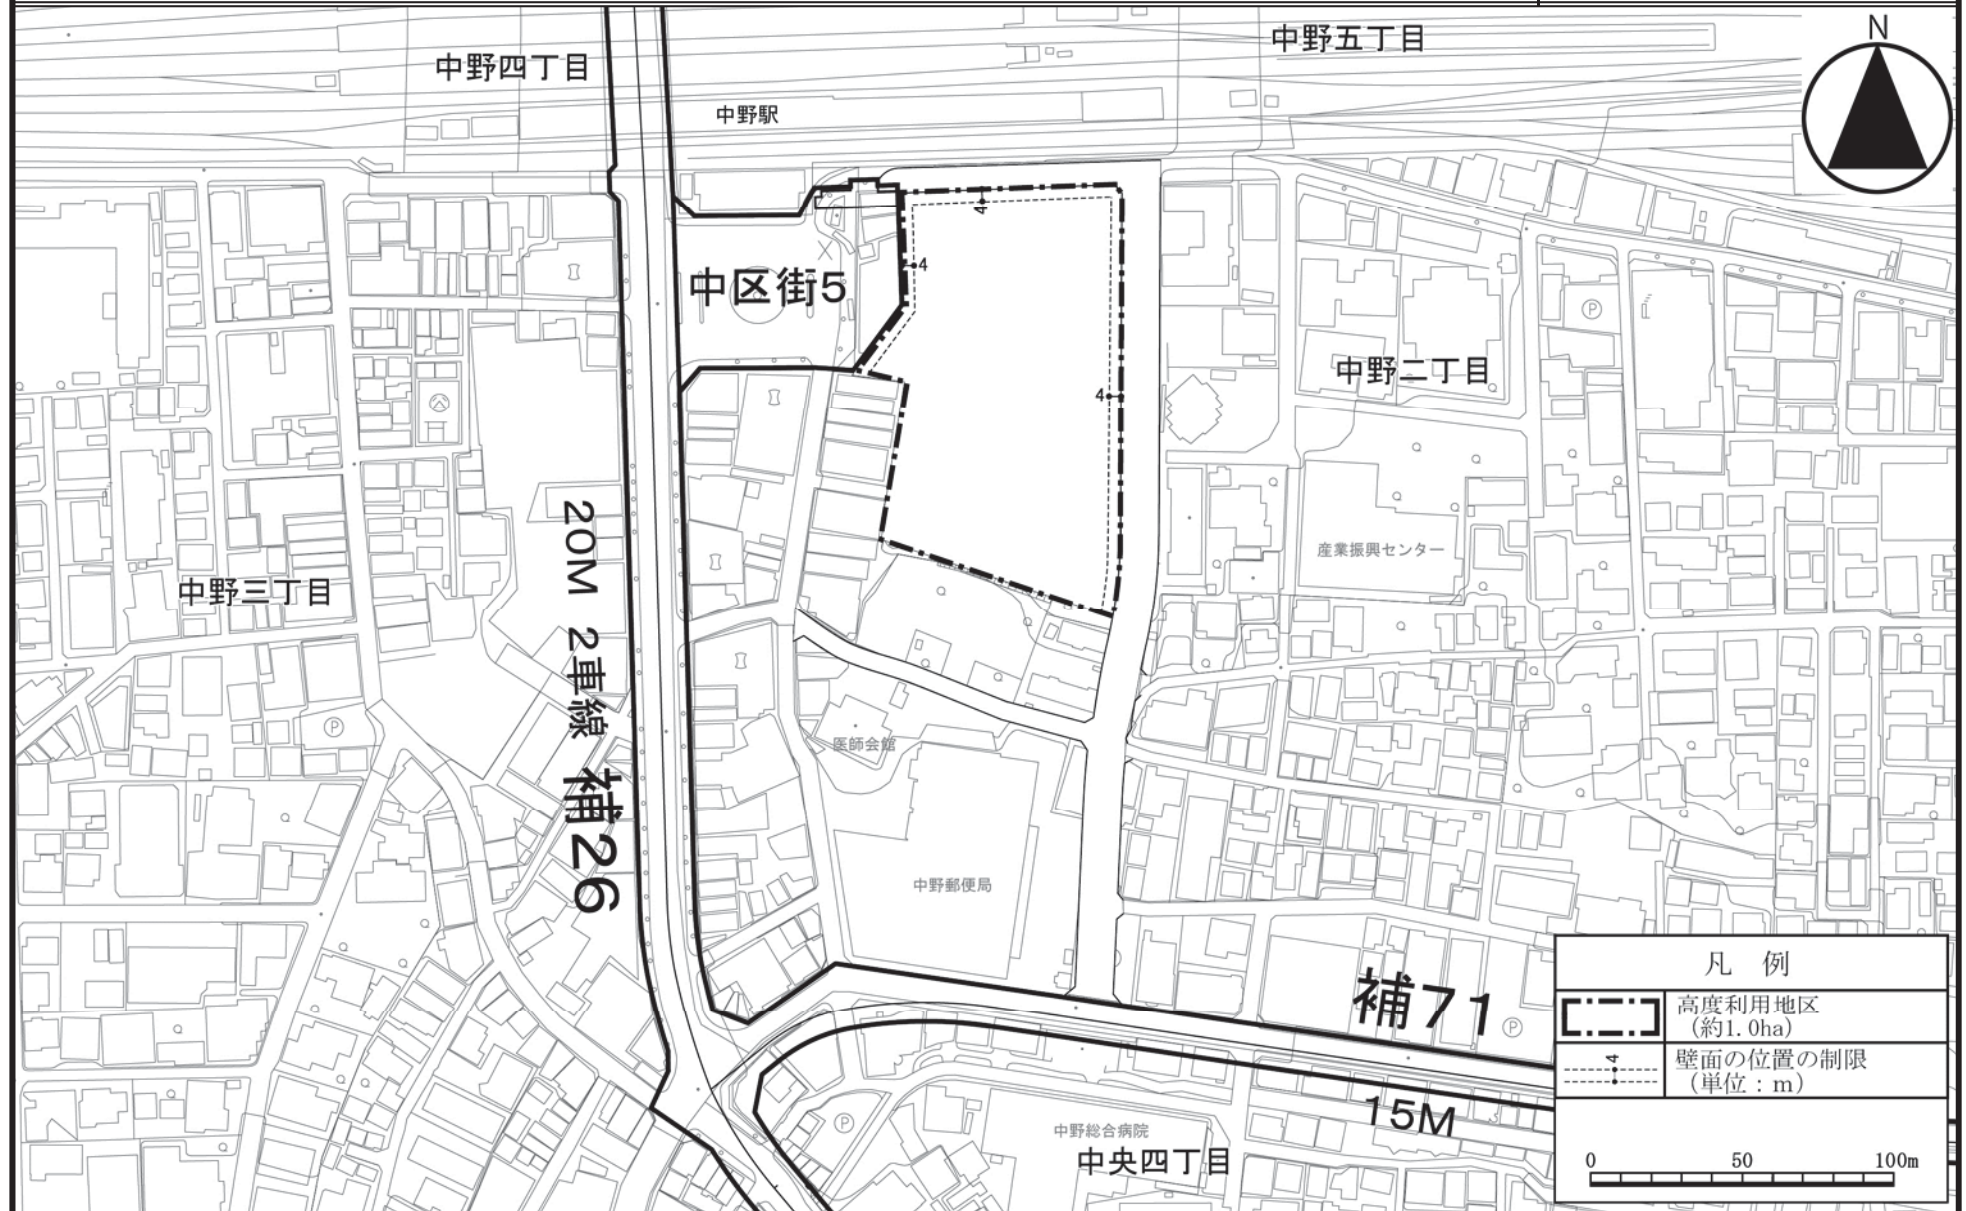 中野四丁目
中野五丁目
N
中野駅
4
4
中区街5
中野二丁目
4
20M 2車線 補26
産業振興センター
中野三丁目
P
P
医師会館
中野郵便局
補71
P
15M
P
中野総合病院
中央四丁目
凡 例
高度利用地区
(約1.0ha)
4
壁面の位置の制限
(単位:m)
0 50 100m